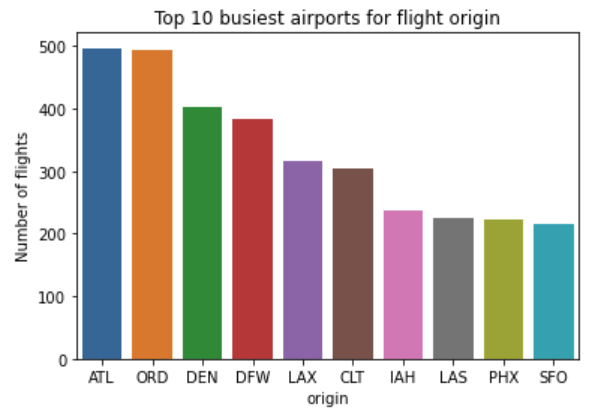 Top 10 busiest airports for flight origin
Number of flights
500
400
300
200
100
0
ATL ORD DEN DFW LAX CLT IAH LAS PHX SFO
origin